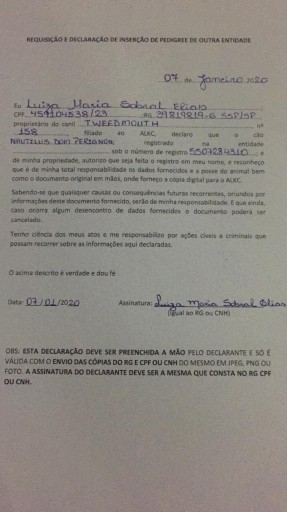 REQUISIÇÃO E DECLARAÇÃO DE INSERÇÃO DE PEDIGREE DE OUTRA ENTIDADE
07 de Janeiro 2020
Eu Luiza Maria Sobral Elias
CPF 459104538/29 RG 39819819-6 SSP/SP
proprietário do canil TWEEDMOUTH nº
158 filiado ao ALKC, declaro que o cão
NAUTILUS DOM PERIGNON registrado na entidade
sob o número de registro 5507284310 e
de minha propriedade, autorizo que seja feita o registro em meu nome, e reconheço
que é de minha total responsabilidade os dados fornecidos e a posse do animal bem
como o documento original em mãos, onde forneço a cópia digital para o ALKC.
Sabendo-se que qualquer causas ou consequências futuras recorrentes, oriundos por
informações deste documento fornecido, serão da minha responsabilidade. E que ainda,
caso ocorra algum desencontro de dados fornecidos o documento poderá ser
cancelado.
Tenho ciência dos meus atos e me responsabilizo por ações cíveis e criminais que
possam recorrer sobre as informações aqui declaradas.
O acima descrito é verdade e dou fé
Data: 07/01/2020 Assinatura: Luiza Maria Sobral Elias
(igual ao RG ou CNH)
OBS: ESTA DECLARAÇÃO DEVE SER PREENCHIDA A MÃO PELO DECLARANTE E SÓ É
VÁLIDA COM O ENVIO DAS CÓPIAS DO RG E CPF OU CNH DO MESMO EM JPEG, PNG OU
FOTO. A ASSINATURA DO DECLARANTE DEVE SER A MESMA QUE CONSTA NO RG CPF
OU CNH.